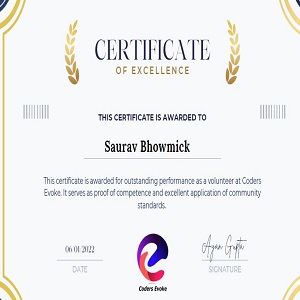 CERTIFICATE
OF EXCELLENCE
THIS CERTIFICATE IS AWARDED TO
Saurav Bhowmick
This certificate is awarded for outstanding performance as a volunteer at Coders
Evoke. It serves as proof of competence and excellent application of community
standards.
06-01-2022
DATE
Ayan Gupta
SIGNATURE
Coders Evoke